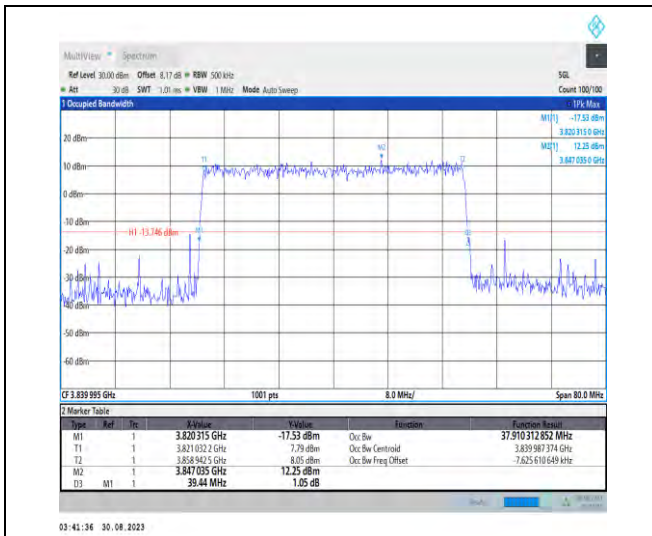 MultiView Spectrum
Ref Level 30.00 dBm Offset 8.17 dB RBW 500 kHz SGL
Att 30 dB SWT 1.01 ms VBW 1 MHz Mode Auto Sweep Count 100/100
1 Occupied Bandwidth 1Pk Max
M1[1] -17.53 dBm
3.820 315 0 GHz
20 dBm
M2[1] 12.25 dBm
3.847 035 0 GHz
M2
T1 T2
10 dBm
0 dBm
-10 dBm
H1 -13.746 dBm
M1
-20 dBm
-30 dBm
-40 dBm
-50 dBm
-60 dBm
CF 3.839 995 GHz 1001 pts 8.0 MHz/ Span 80.0 MHz
2 Marker Table
Type Ref Trc X-Value Y-Value Function Function Result
M1 1 3.820 315 GHz -17.53 dBm Occ Bw 37.910 312 852 MHz
T1 1 3.821 032 2 GHz 7.79 dBm Occ Bw Centroid 3.839 987 374 GHz
T2 1 3.858 942 5 GHz 8.05 dBm Occ Bw Freq Offset -7.625 610 649 kHz
M2 1 3.847 035 GHz 12.25 dBm
D3 M1 1 39.44 MHz 1.05 dB
03:41:36 30.08.2023